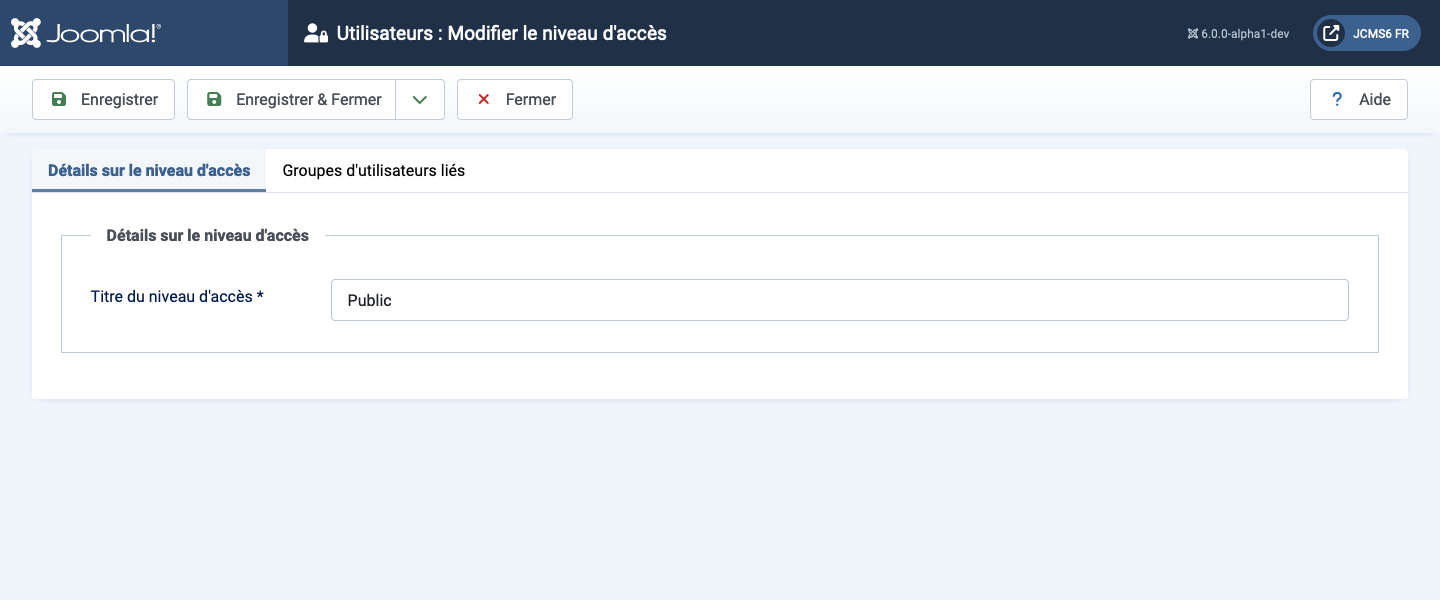 Joomla!®
Utilisateurs : Modifier le niveau d'accès
6.0.0-alpha1-dev
JCMS6 FR
Enregistrer
Enregistrer & Fermer
Fermer
? Aide
Détails sur le niveau d'accès
Groupes d'utilisateurs liés
Détails sur le niveau d'accès
Titre du niveau d'accès *
Public